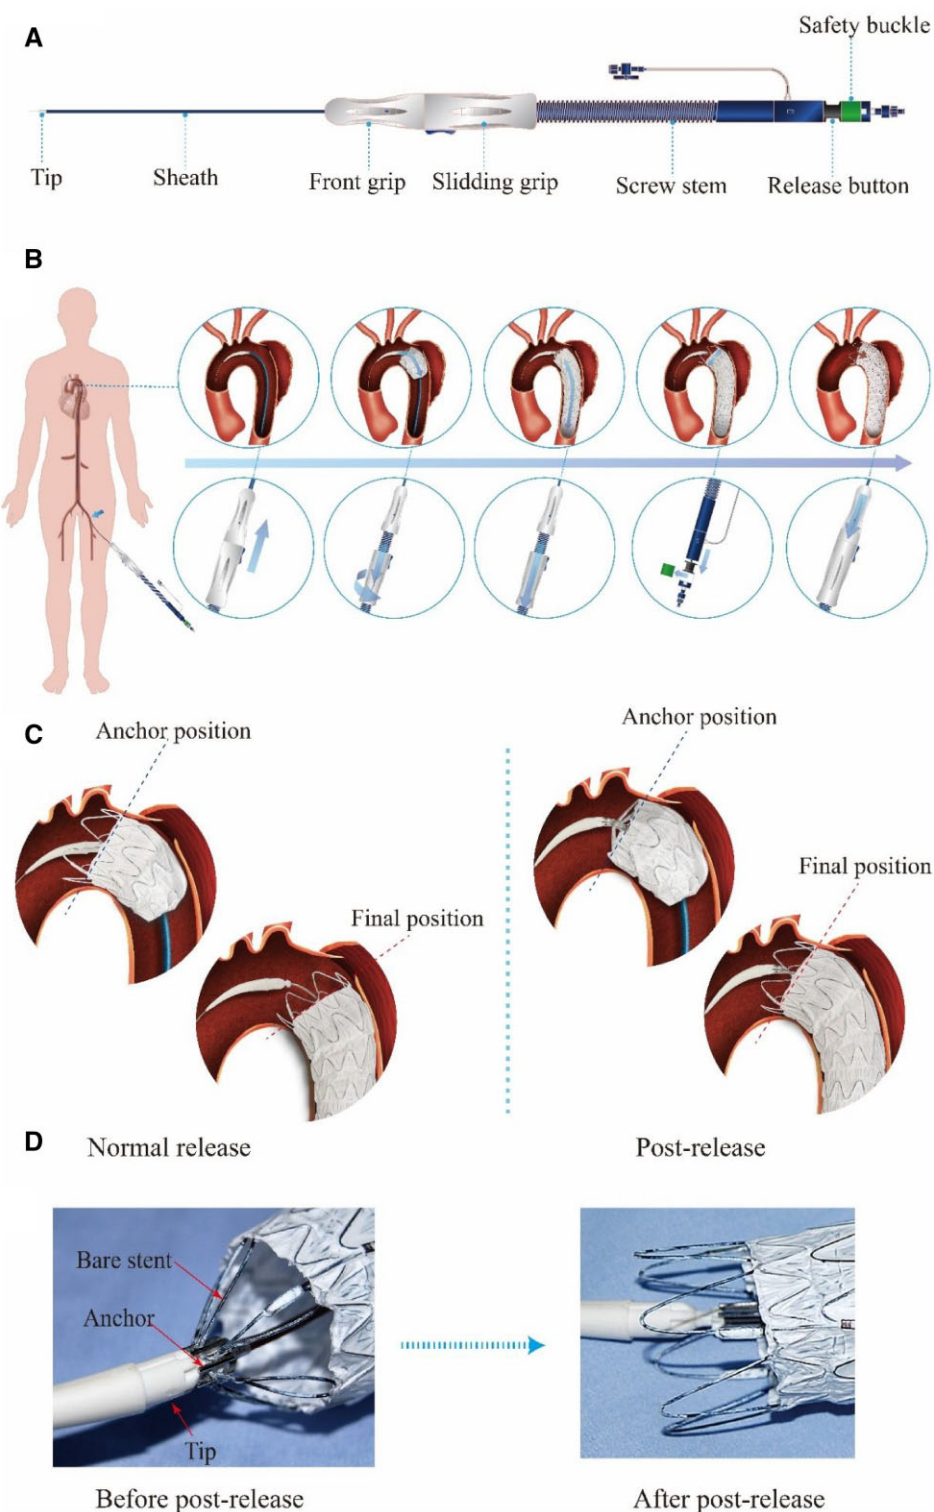 A
Safety buckle
Tip
Sheath
Front grip
Slidding grip
Screw stem
Release button
B
C
Anchor position
Final position
Anchor position
Final position
Normal release
Post-release
D
Bare stent
Anchor
Tip
Before post-release
After post-release